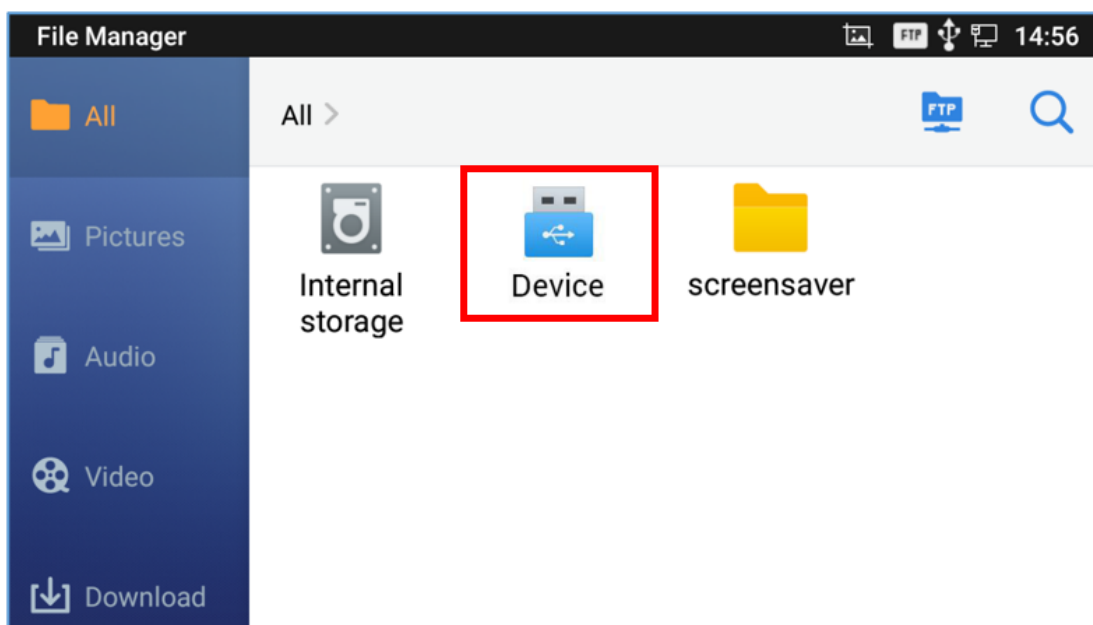 File Manager
FTP
14:56
All
All >
FTP
Pictures
Internal
storage
Device
screensaver
Audio
Video
Download